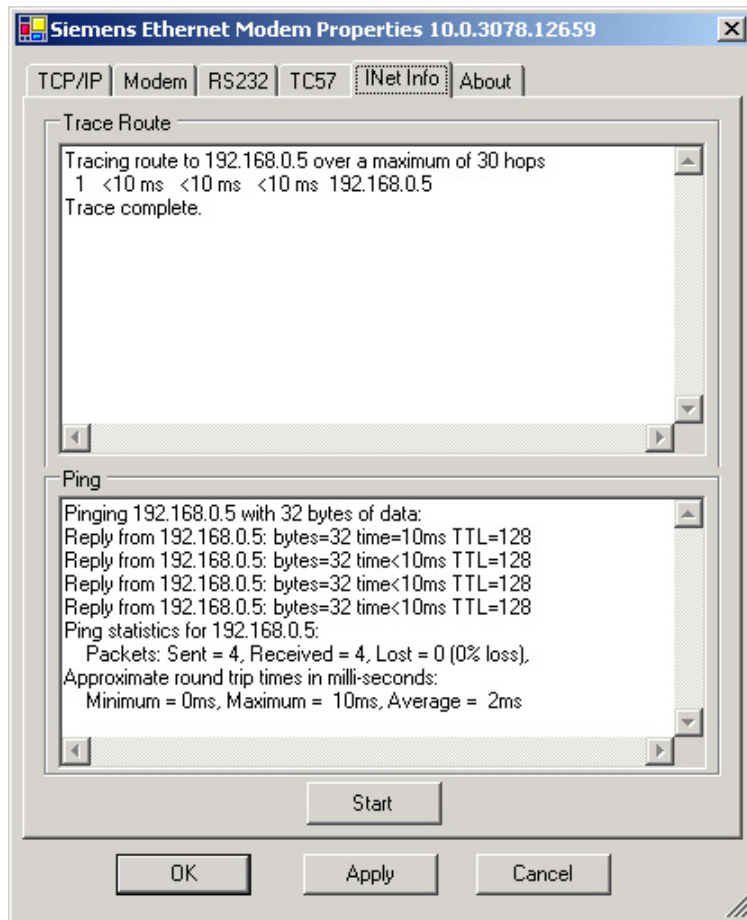 Siemens Ethernet Modem Properties 10.0.3078.12659
TCP/IP Modem RS232 TC57 INet Info About
Trace Route
Tracing route to 192.168.0.5 over a maximum of 30 hops
1 <10 ms <10 ms <10 ms 192.168.0.5
Trace complete.
Ping
Pinging 192.168.0.5 with 32 bytes of data:
Reply from 192.168.0.5: bytes=32 time=10ms TTL=128
Reply from 192.168.0.5: bytes=32 time<10ms TTL=128
Reply from 192.168.0.5: bytes=32 time<10ms TTL=128
Reply from 192.168.0.5: bytes=32 time<10ms TTL=128
Ping statistics for 192.168.0.5:
Packets: Sent = 4, Received = 4, Lost = 0 (0% loss),
Approximate round trip times in milli-seconds:
Minimum = 0ms, Maximum = 10ms, Average = 2ms
Start
OK Apply Cancel